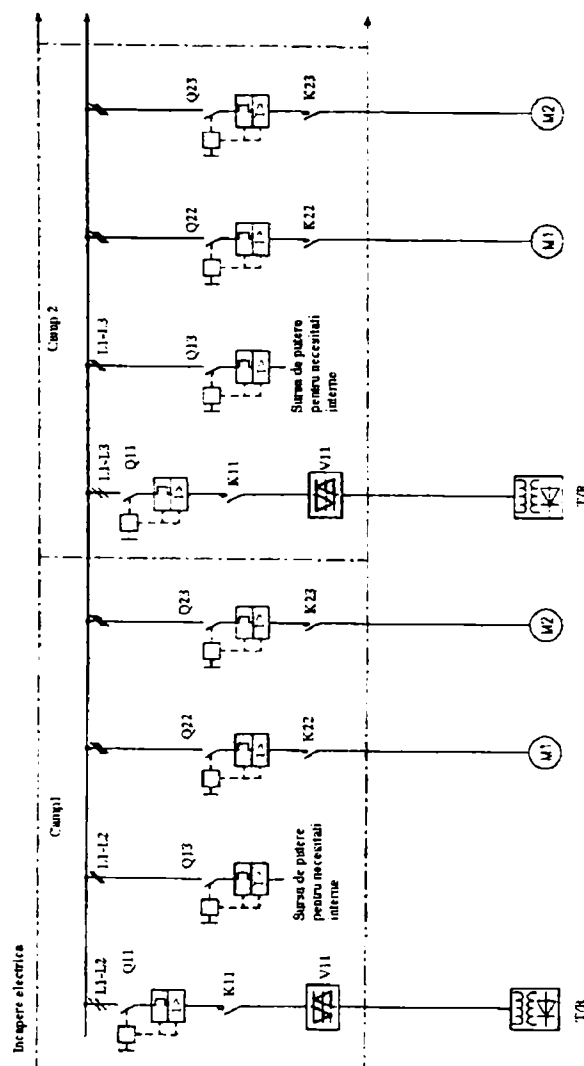 Incapere electrica
Camp1
Camp 2
L1-L2
Q11
I>
K11
V11
T/R
L1-L2
Q13
I>
Sursa de putere
pentru necesitati
interne
Q22
I>
K22
M1
Q23
I>
K23
M2
L1-L3
Q11
I>
K11
V11
T/R
L1-L3
Q13
I>
Sursa de putere
pentru necesitati
interne
Q22
I>
K22
M1
Q23
I>
K23
M2